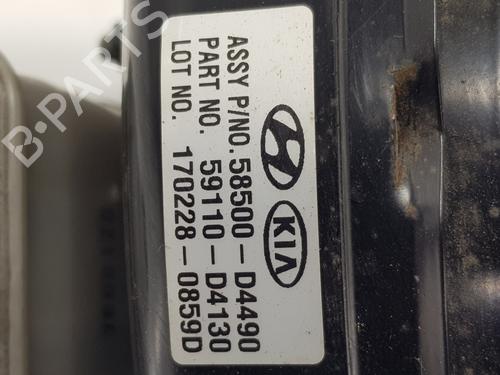 ASSY P/NO. 58500-D4490
PART NO. 59110-D4130
LOT NO. 170228-0859D
KIA
B-PARTS